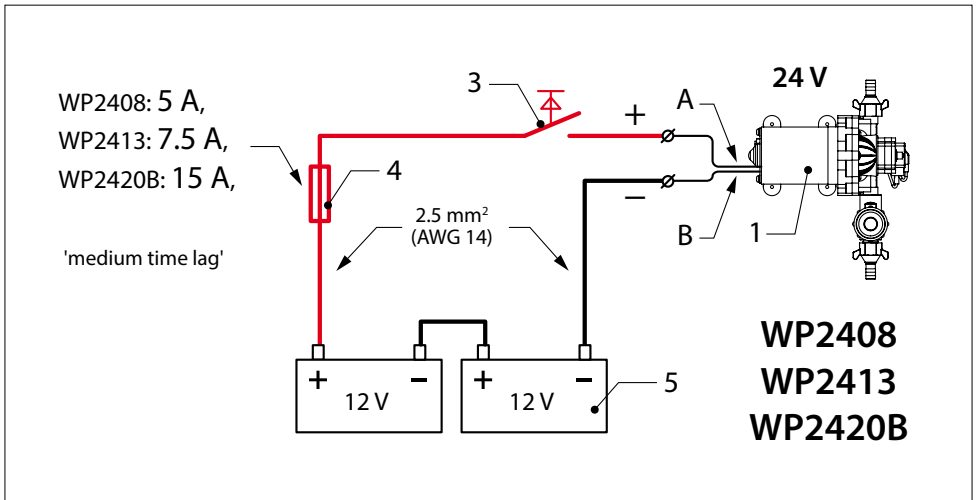 WP2408: 5 A,
WP2413: 7.5 A,
WP2420B: 15 A,
'medium time lag'
3
4
2.5 mm²
(AWG 14)
+
−
A
B
24 V
1
+
−
12 V
+
−
12 V
5
WP2408
WP2413
WP2420B